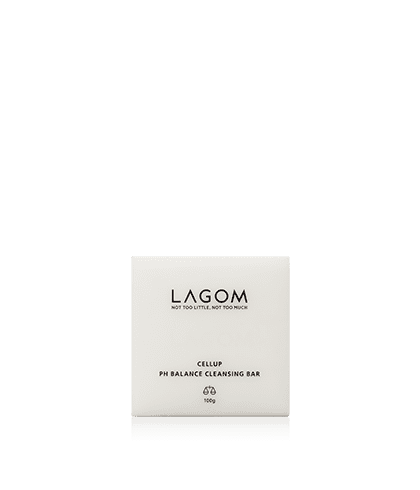 LAGOM
NOT TOO LITTLE, NOT TOO MUCH
CELLUP
PH BALANCE CLEANSING BAR
100g